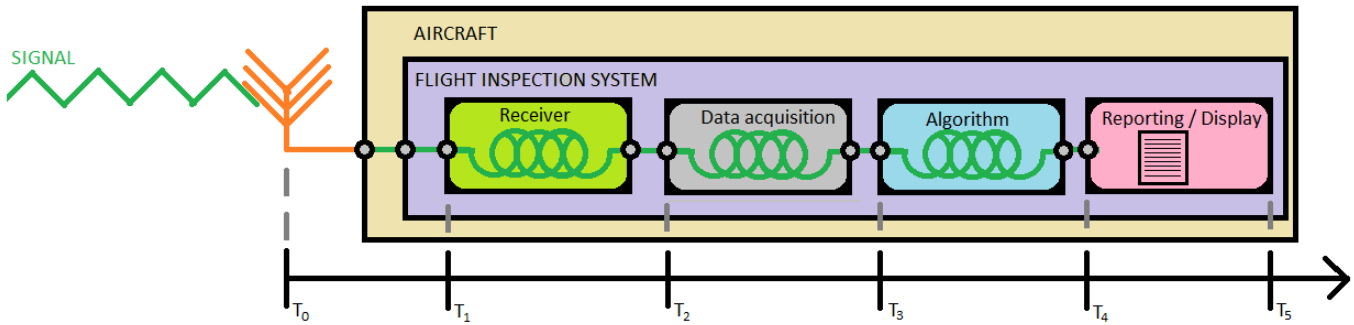 AIRCRAFT
SIGNAL
FLIGHT INSPECTION SYSTEM
Receiver
Data acquisition
Algorithm
Reporting / Display
T0
T1
T2
T3
T4
T5